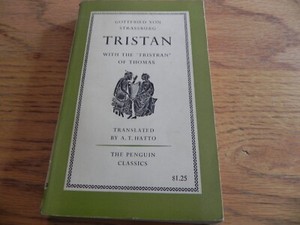 GOTTFRIED VON
STRASSBURG
TRISTAN
WITH THE "TRISTRAN"
OF THOMAS
TRANSLATED
BY A. T. HATTO
THE PENGUIN
CLASSICS
$1.25